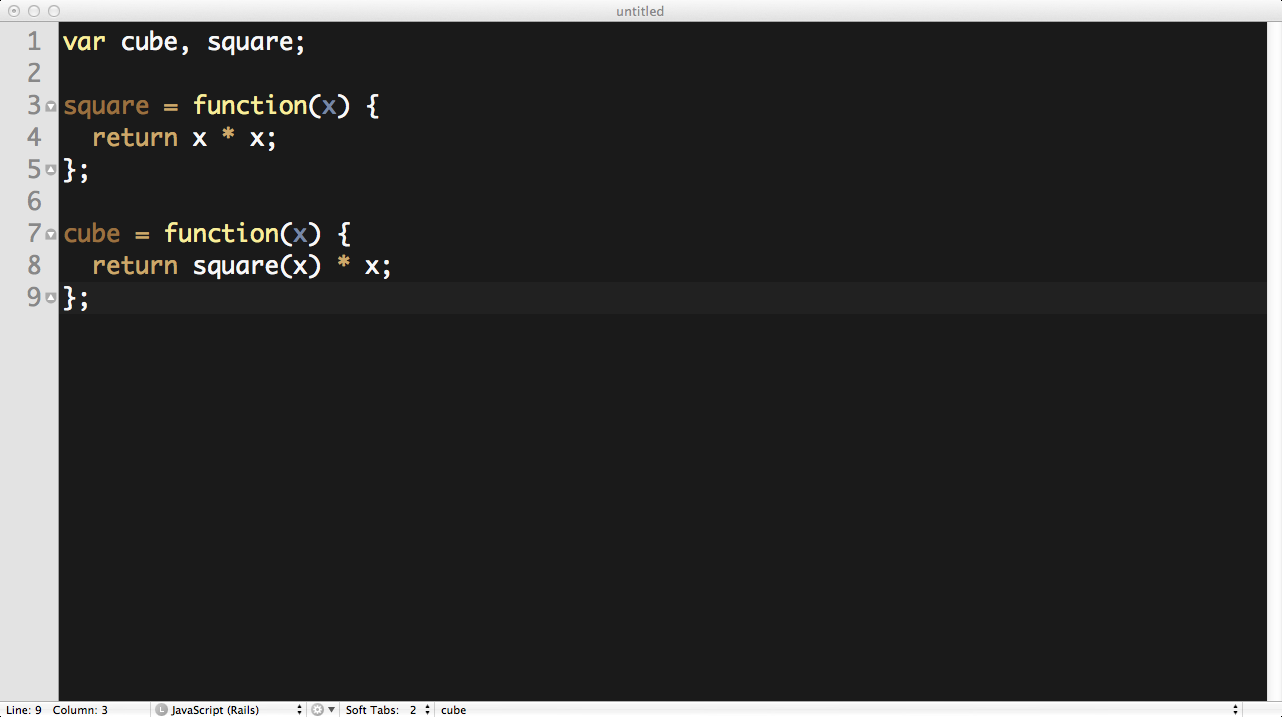 untitled
1 var cube, square;
2
3 square = function(x) {
4   return x * x;
5 };
6
7 cube = function(x) {
8   return square(x) * x;
9 };
Line: 9 Column: 3 L JavaScript (Rails) Soft Tabs: 2 cube